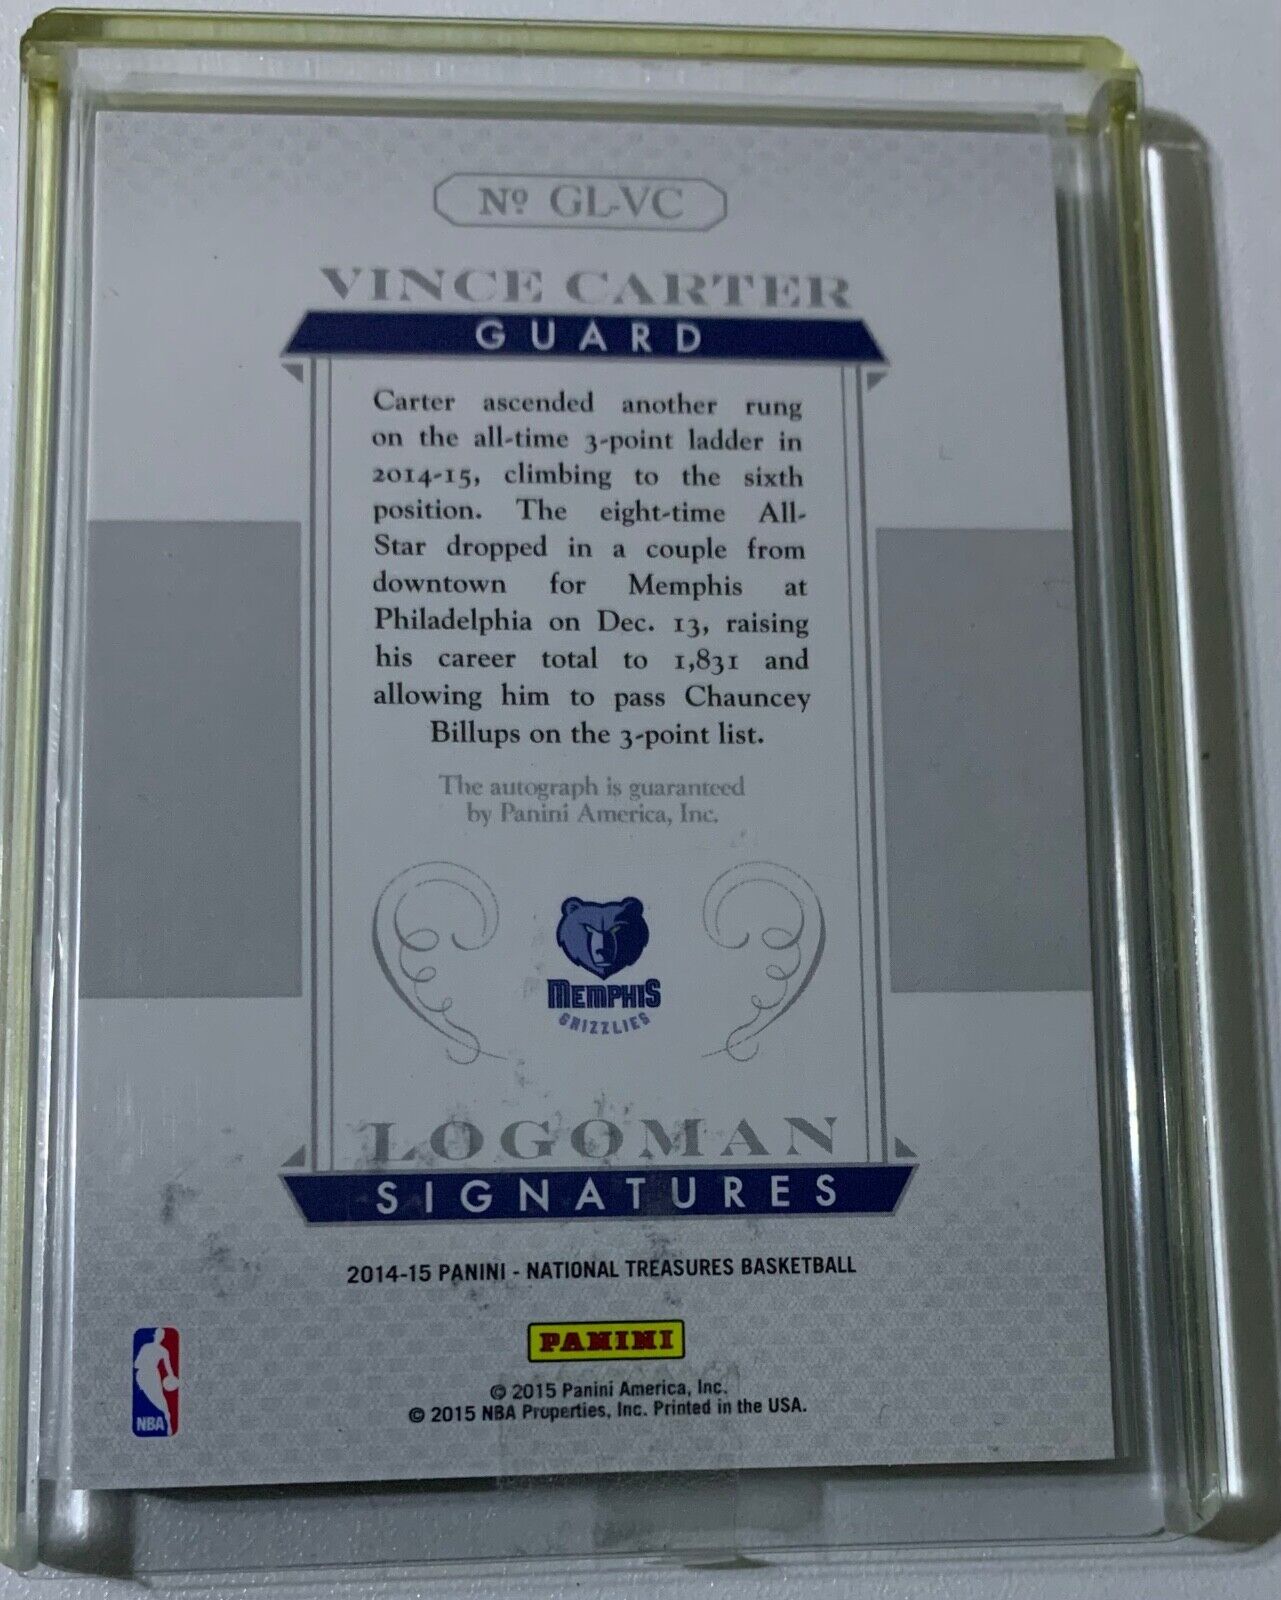 Nº GL-VC
VINCE CARTER
GUARD
Carter ascended another rung
on the all-time 3-point ladder in
2014-15, climbing to the sixth
position. The eight-time All-
Star dropped in a couple from
downtown for Memphis at
Philadelphia on Dec. 13, raising
his career total to 1,831 and
allowing him to pass Chauncey
Billups on the 3-point list.
The autograph is guaranteed
by Panini America, Inc.
MEMPHIS
GRIZZLIES
LOGOMAN
SIGNATURES
2014-15 PANINI - NATIONAL TREASURES BASKETBALL
PANINI
NBA
© 2015 Panini America, Inc.
© 2015 NBA Properties, Inc. Printed in the USA.